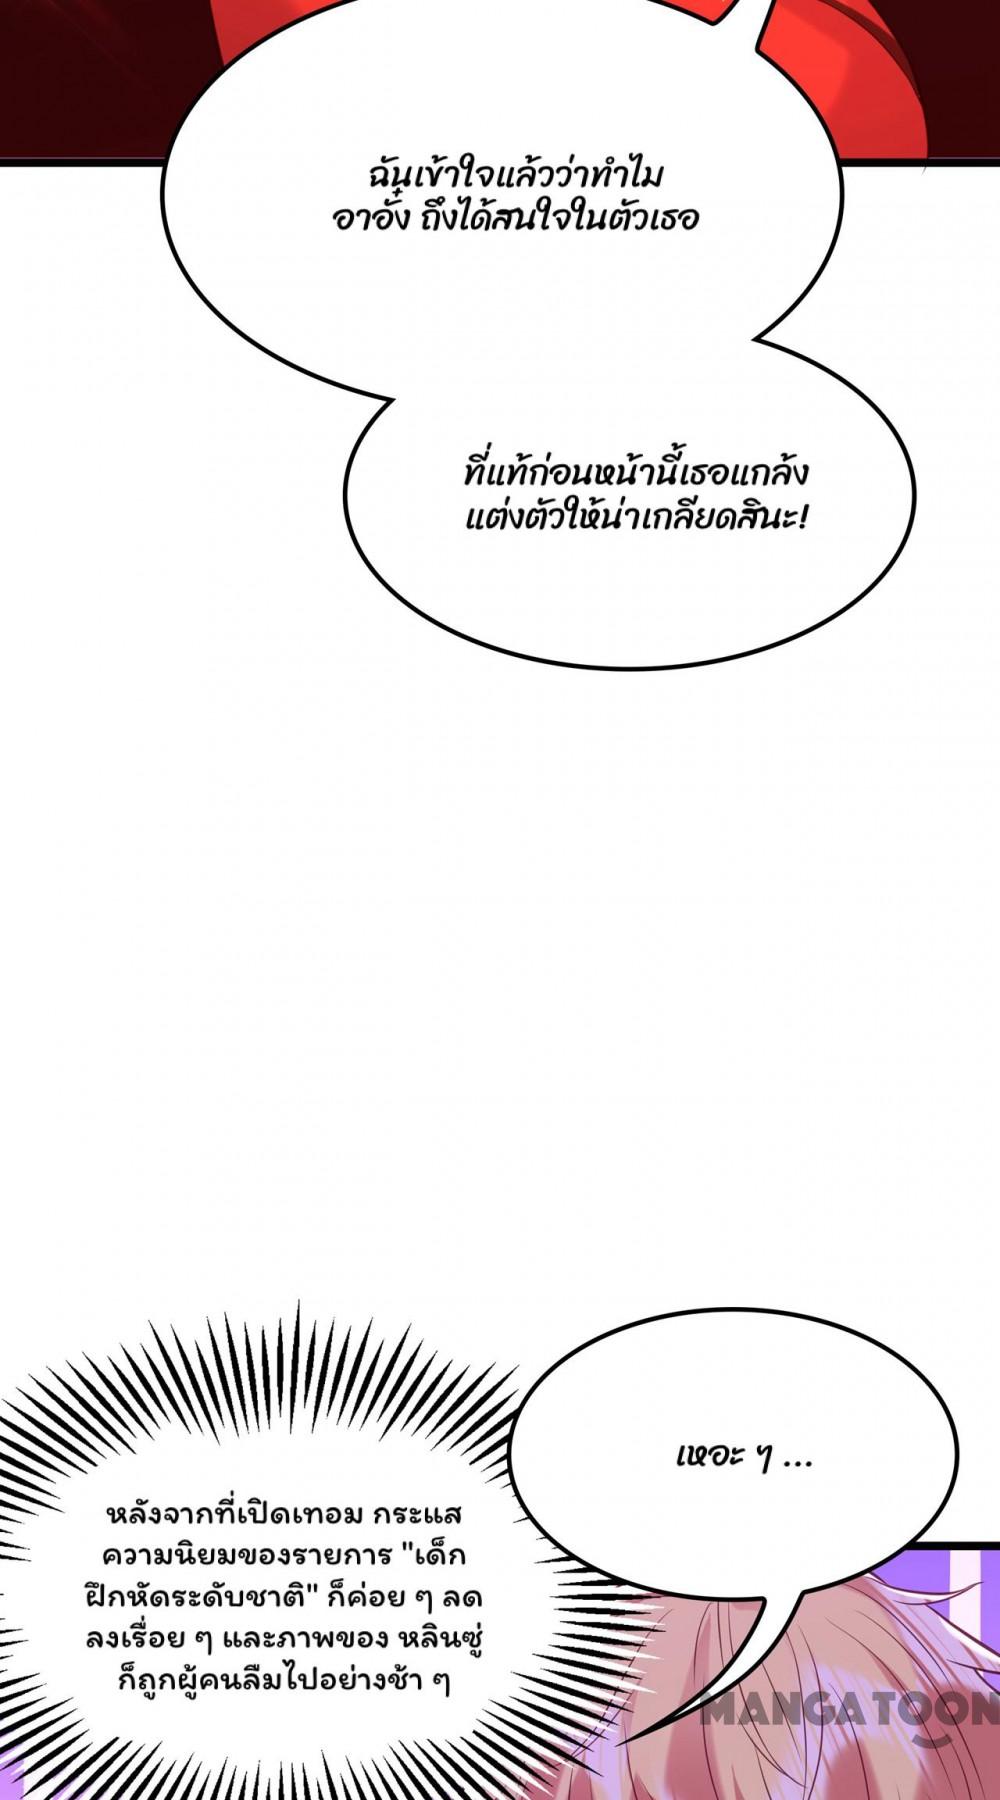 ฉันเข้าใจแล้วว่าทำไม
อาอั๋ง ถึงได้สนใจในตัวเธอ
ที่แท้ก่อนหน้านี้เธอแกล้ง
แต่งตัวให้น่าเกลียดสินะ!
เหอะ ๆ ...
หลังจากที่เปิดเทอม กระแส
ความนิยมของรายการ "เด็ก
ฝึกหัดระดับชาติ" ก็ค่อย ๆ ลด
ลงเรื่อย ๆ และภาพของ หลินซู่
ก็ถูกผู้คนลืมไปอย่างช้า ๆ
MANGATOON